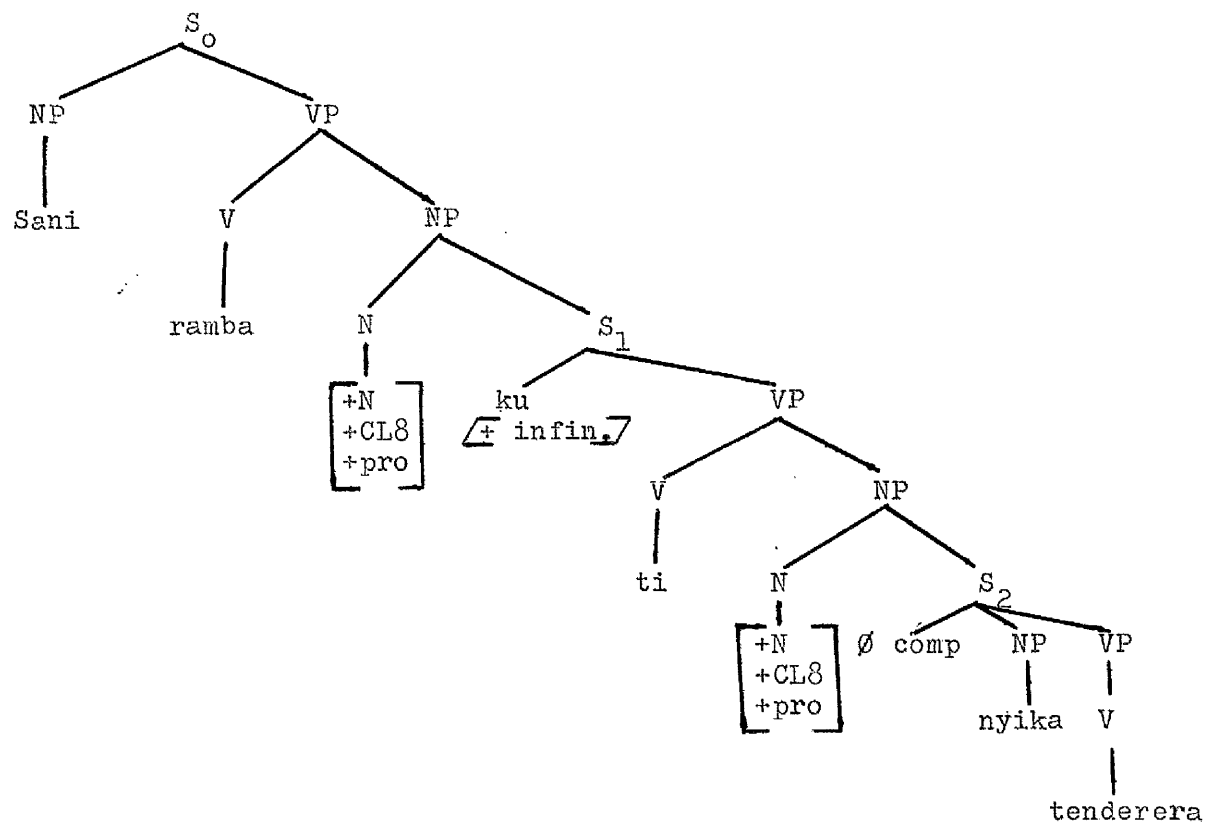 S₀
NP VP
Sani V NP
ramba N S₁
[+N
+CL8
+pro]
ku
[+ infin.]
VP
V NP
ti N S₂
[+N
+CL8
+pro]
Ø comp NP VP
nyika V
tenderera